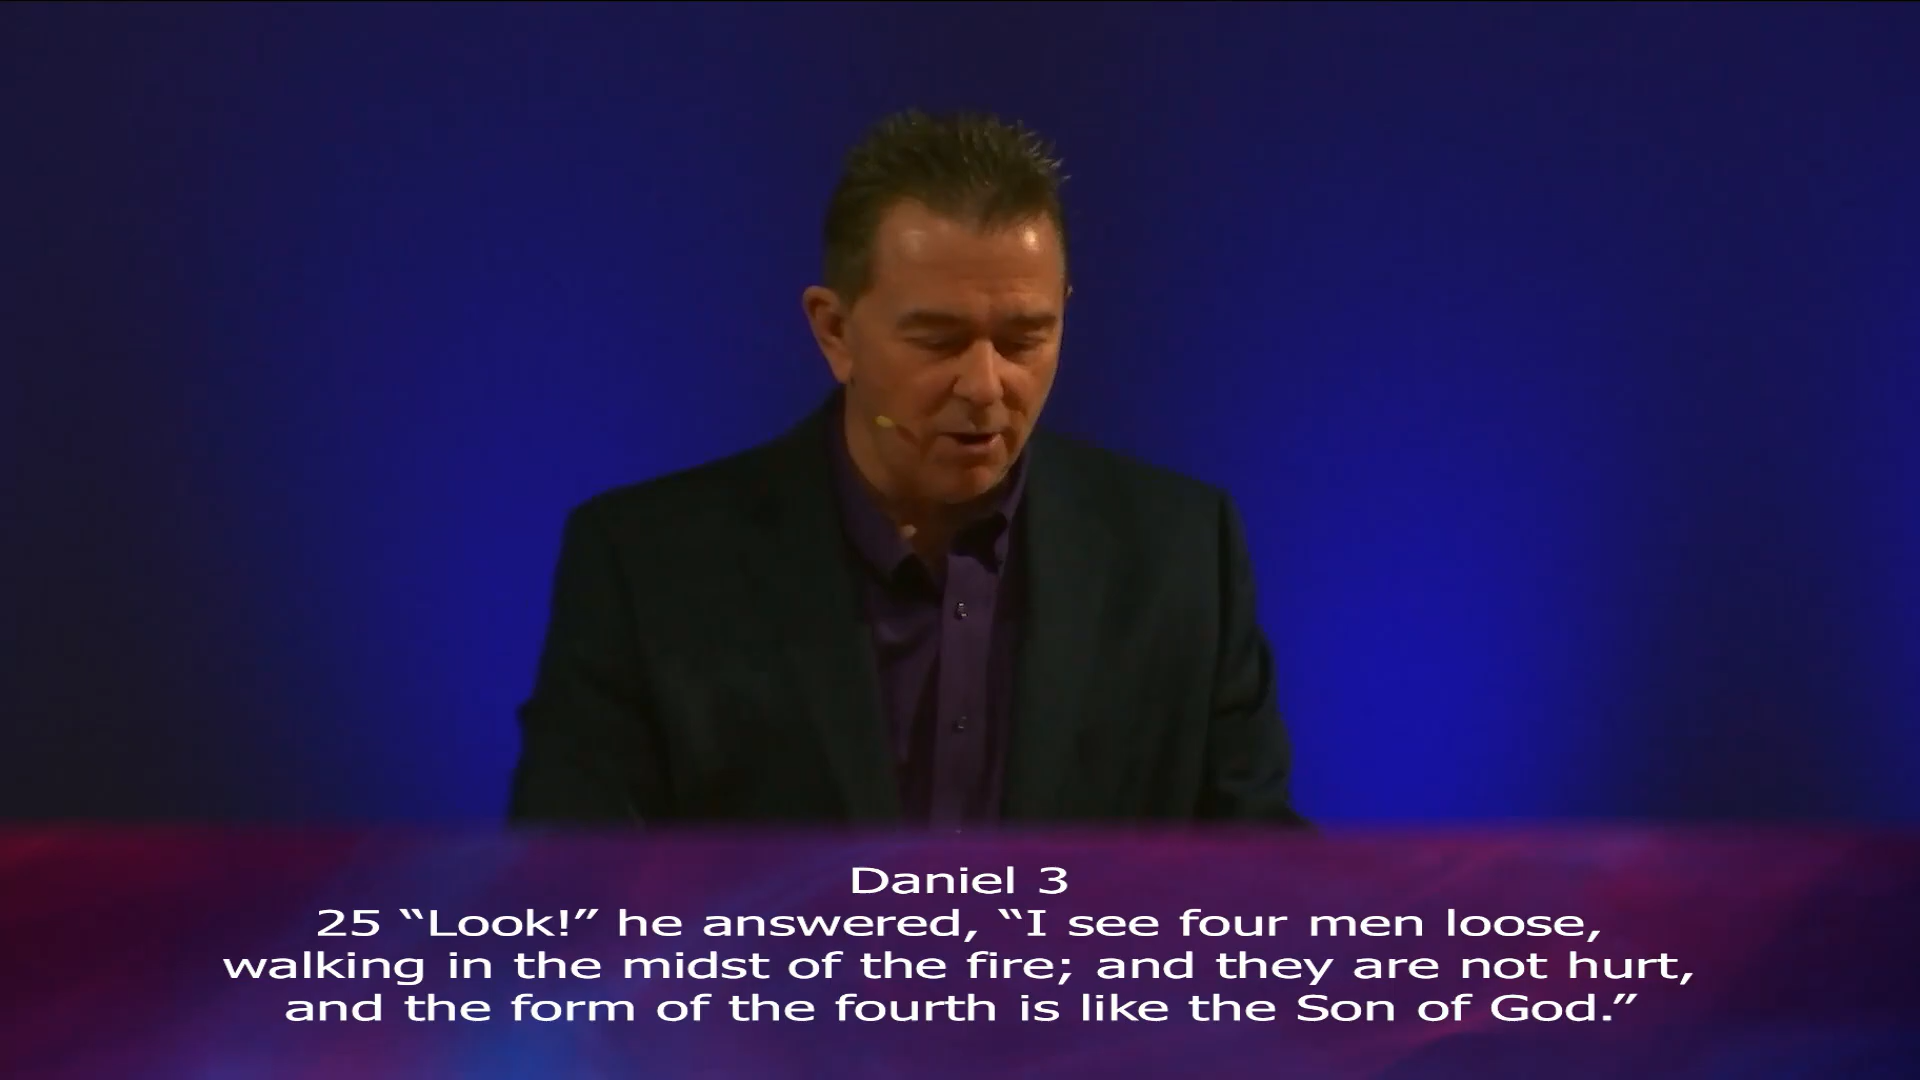 Daniel 3
25 “Look!” he answered, “I see four men loose,
walking in the midst of the fire; and they are not hurt,
and the form of the fourth is like the Son of God.”